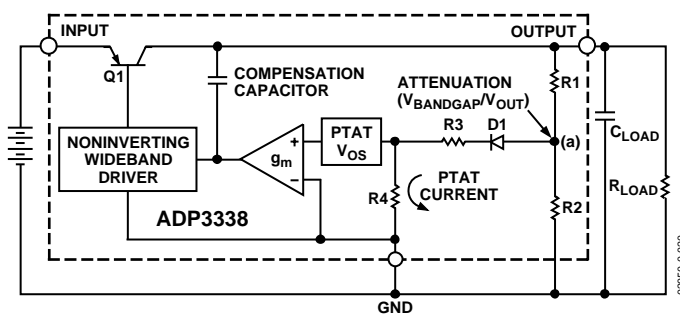 INPUT
OUTPUT
Q1
COMPENSATION
CAPACITOR
ATTENUATION
(VBANDGAP/VOUT)
R1
NONINVERTING
WIDEBAND
DRIVER
gm
+
−
PTAT
VOS
R3
D1
(a)
CLOAD
RLOAD
R4
PTAT
CURRENT
R2
ADP3338
GND